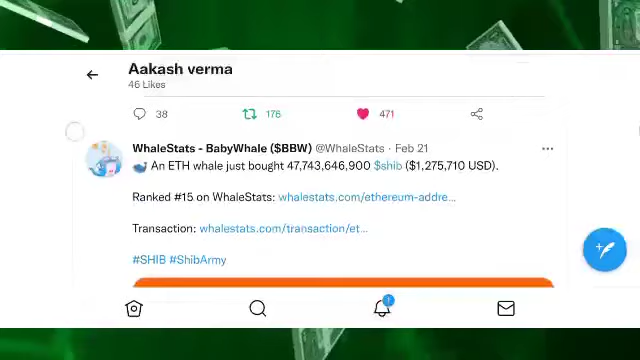 Aakash verma
46 Likes
38 176 471
WhaleStats - BabyWhale ($BBW) @WhaleStats · Feb 21
An ETH whale just bought 47,743,646,900 $shib ($1,275,710 USD).
Ranked #15 on WhaleStats: whalestats.com/ethereum-addre...
Transaction: whalestats.com/transaction/et...
#SHIB #ShibArmy